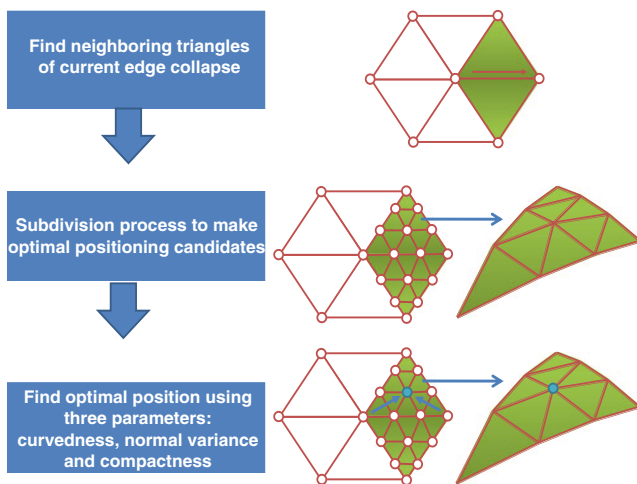 Find neighboring triangles
of current edge collapse
Subdivision process to make
optimal positioning candidates
Find optimal position using
three parameters:
curvedness, normal variance
and compactness